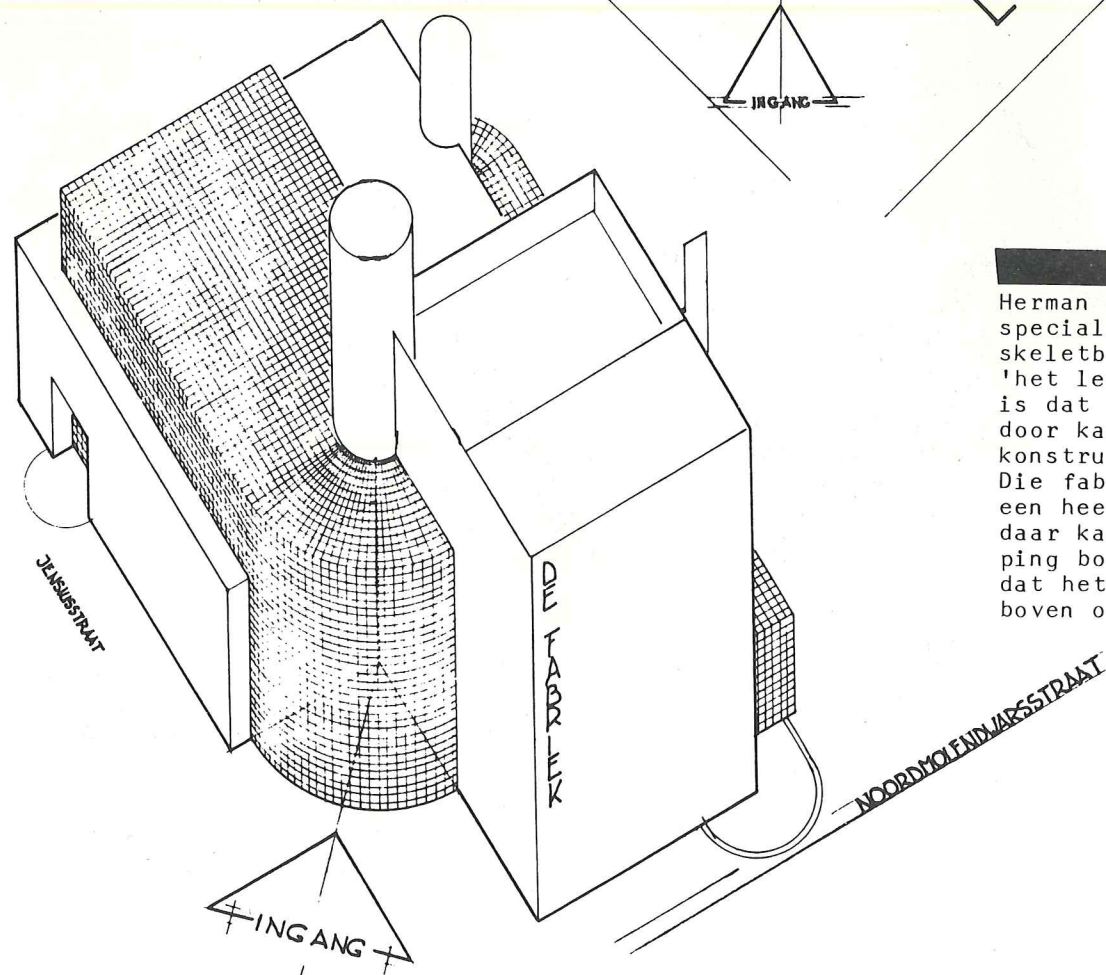 INGANG
Herman
special
skeletb
'het le
is dat
door ka
konstru
Die fab
een hee
daar ka
ping bo
dat het
boven o
JENSIUSSTRAAT
DE FABRIEK
NOORDMOLENDWARSSTRAAT
INGANG